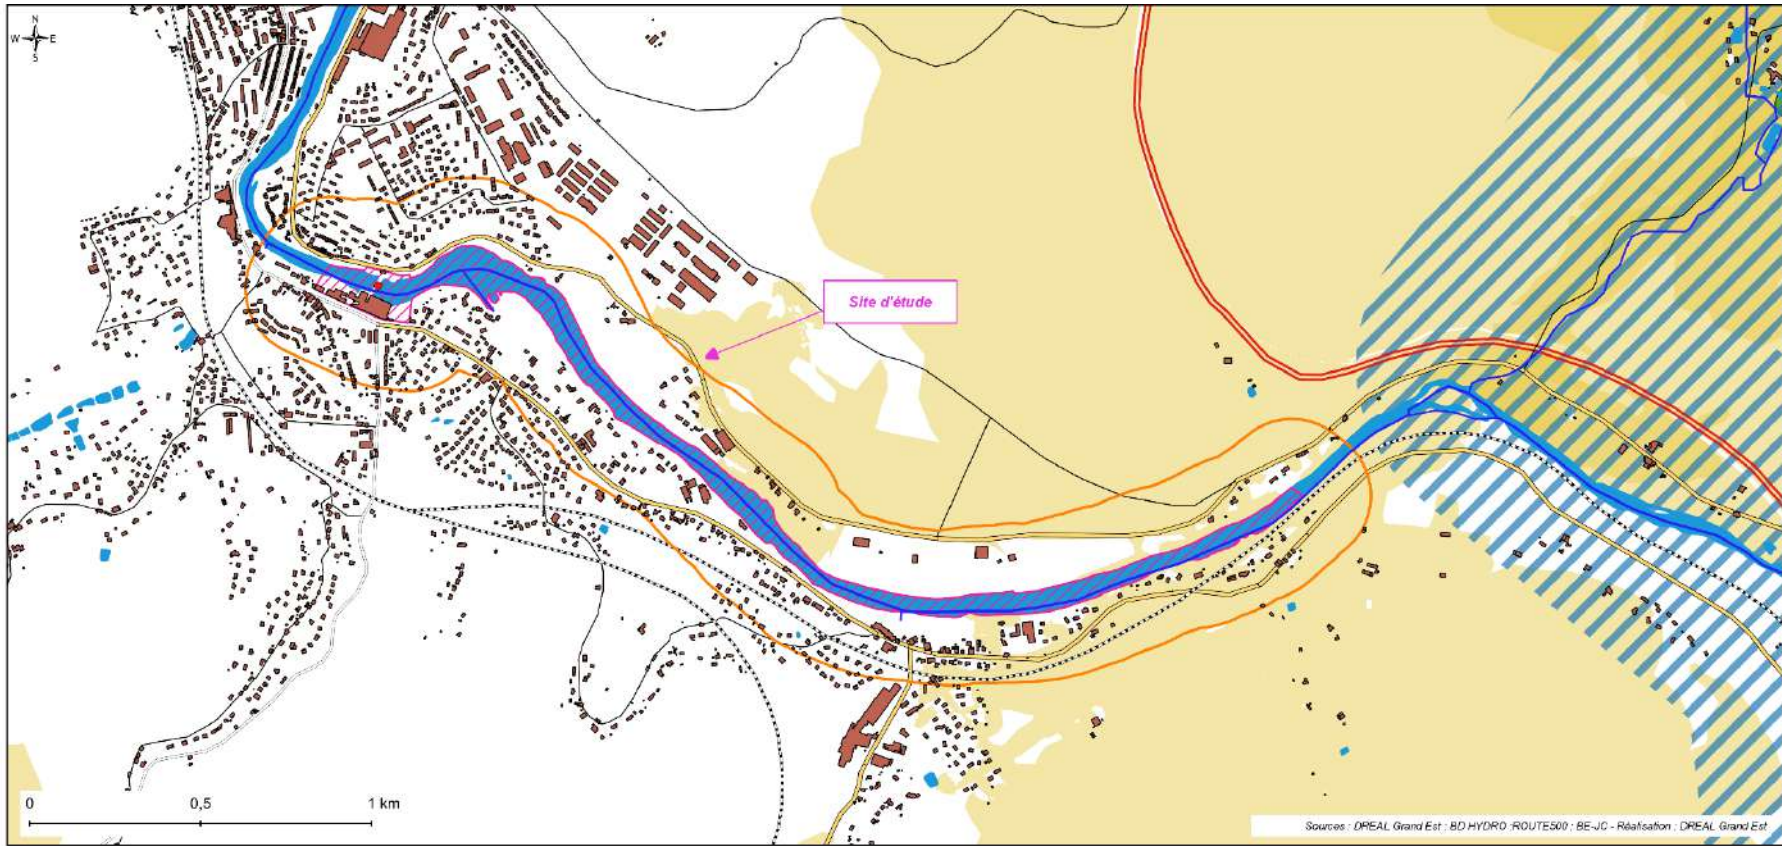 N
W E
S
Site d'étude
0 0,5 1 km
Sources : DREAL Grand Est ; BD HYDRO ;ROUTE500 ; BE-JC - Réalisation : DREAL Grand Est